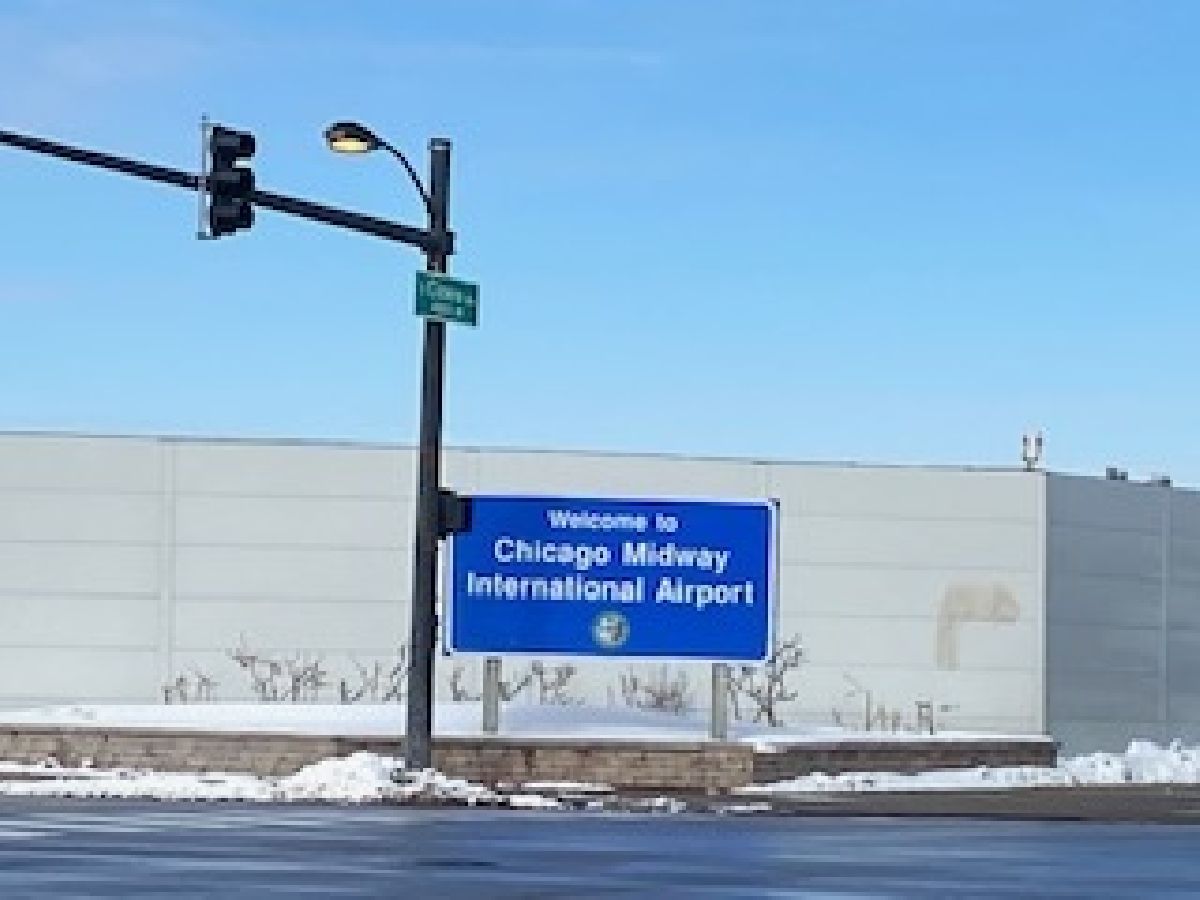 Welcome to
Chicago Midway
International Airport